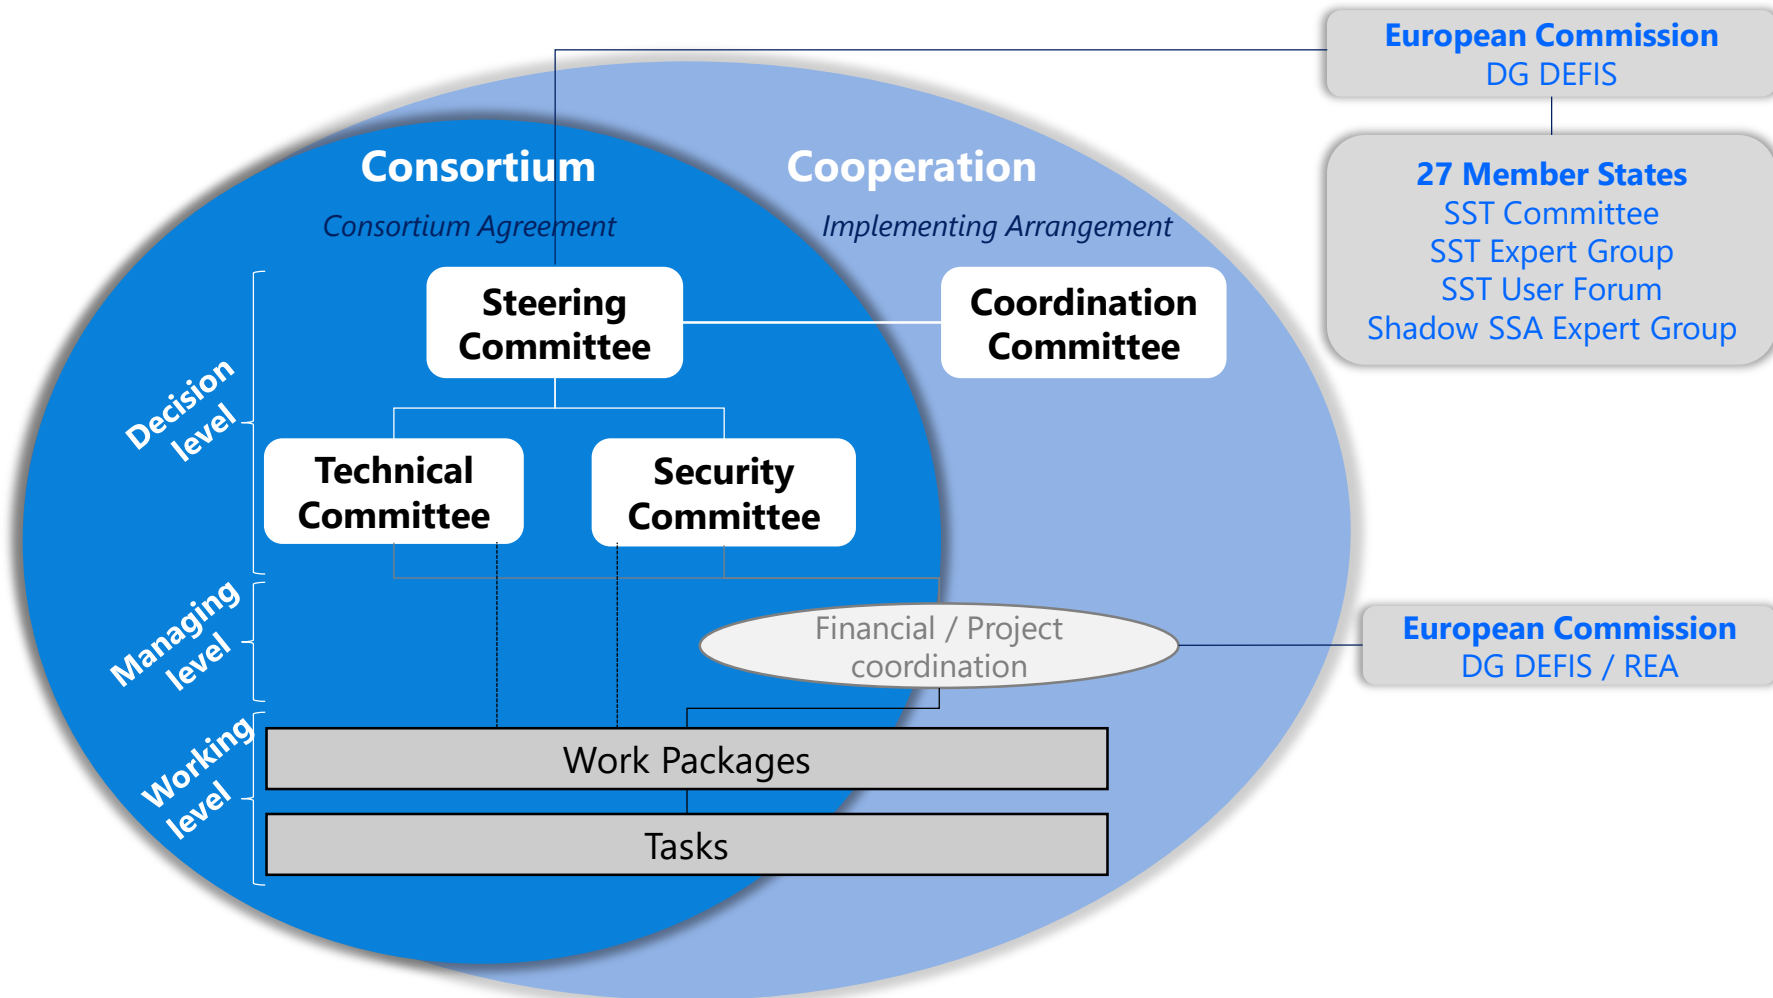 European Commission
DG DEFIS
27 Member States
SST Committee
SST Expert Group
SST User Forum
Shadow SSA Expert Group
Consortium
Consortium Agreement
Cooperation
Implementing Arrangement
Decision
level
Steering
Committee
Coordination
Committee
Technical
Committee
Security
Committee
Managing
level
Financial / Project
coordination
European Commission
DG DEFIS / REA
Working
level
Work Packages
Tasks